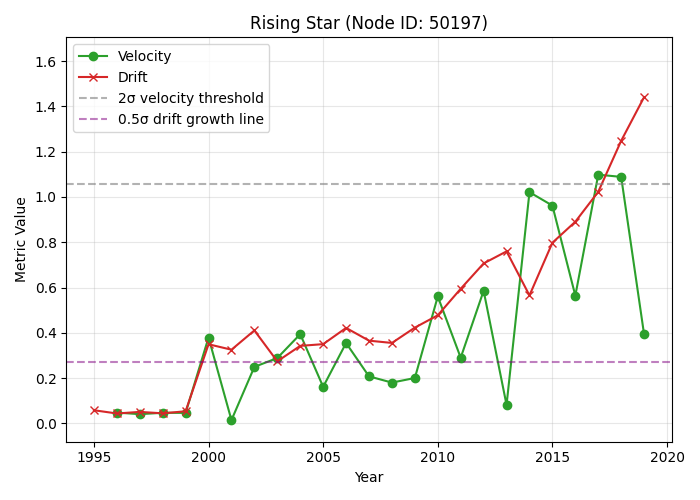 Rising Star (Node ID: 50197)
Velocity
Drift
2σ velocity threshold
0.5σ drift growth line
Metric Value
1.6
1.4
1.2
1.0
0.8
0.6
0.4
0.2
0.0
1995 2000 2005 2010 2015 2020
Year